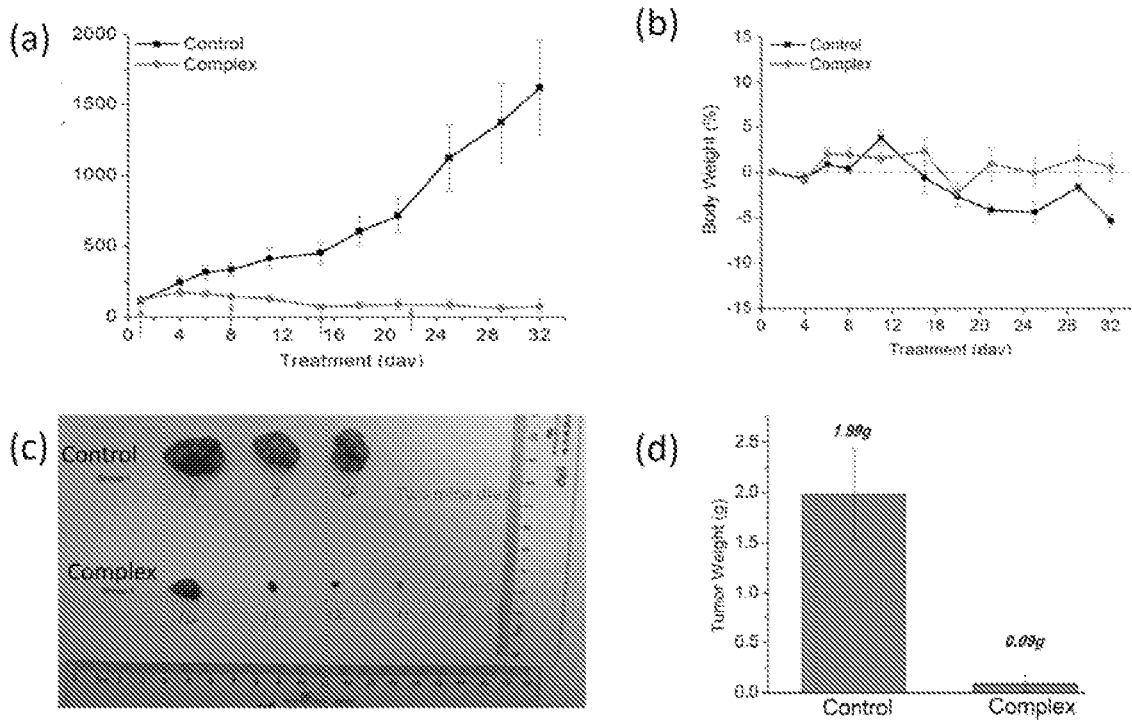 (a)
2000
1500
1000
500
0
Control
Complex
0 4 8 12 16 20 24 28 32
Treatment (day)
(b)
15
10
5
0
-5
-10
-15
Control
Complex
Body Weight (%)
0 4 8 12 16 20 24 28 32
Treatment (day)
(c)
Control
Complex
(d)
2.5
2.0
1.5
1.0
0.5
0.0
Tumor Weight (g)
1.99g
0.09g
Control
Complex